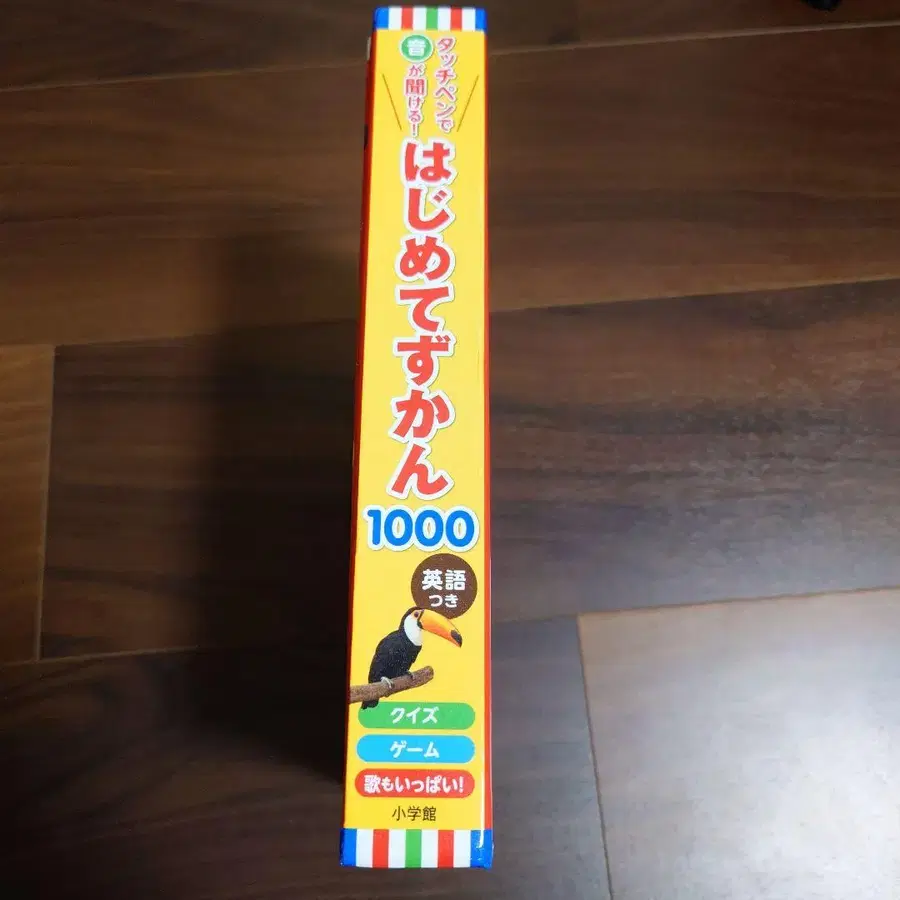 タッチペンで
音が聞ける!
はじめてずかん
1000
英語
つき
クイズ
ゲーム
歌もいっぱい!
小学館